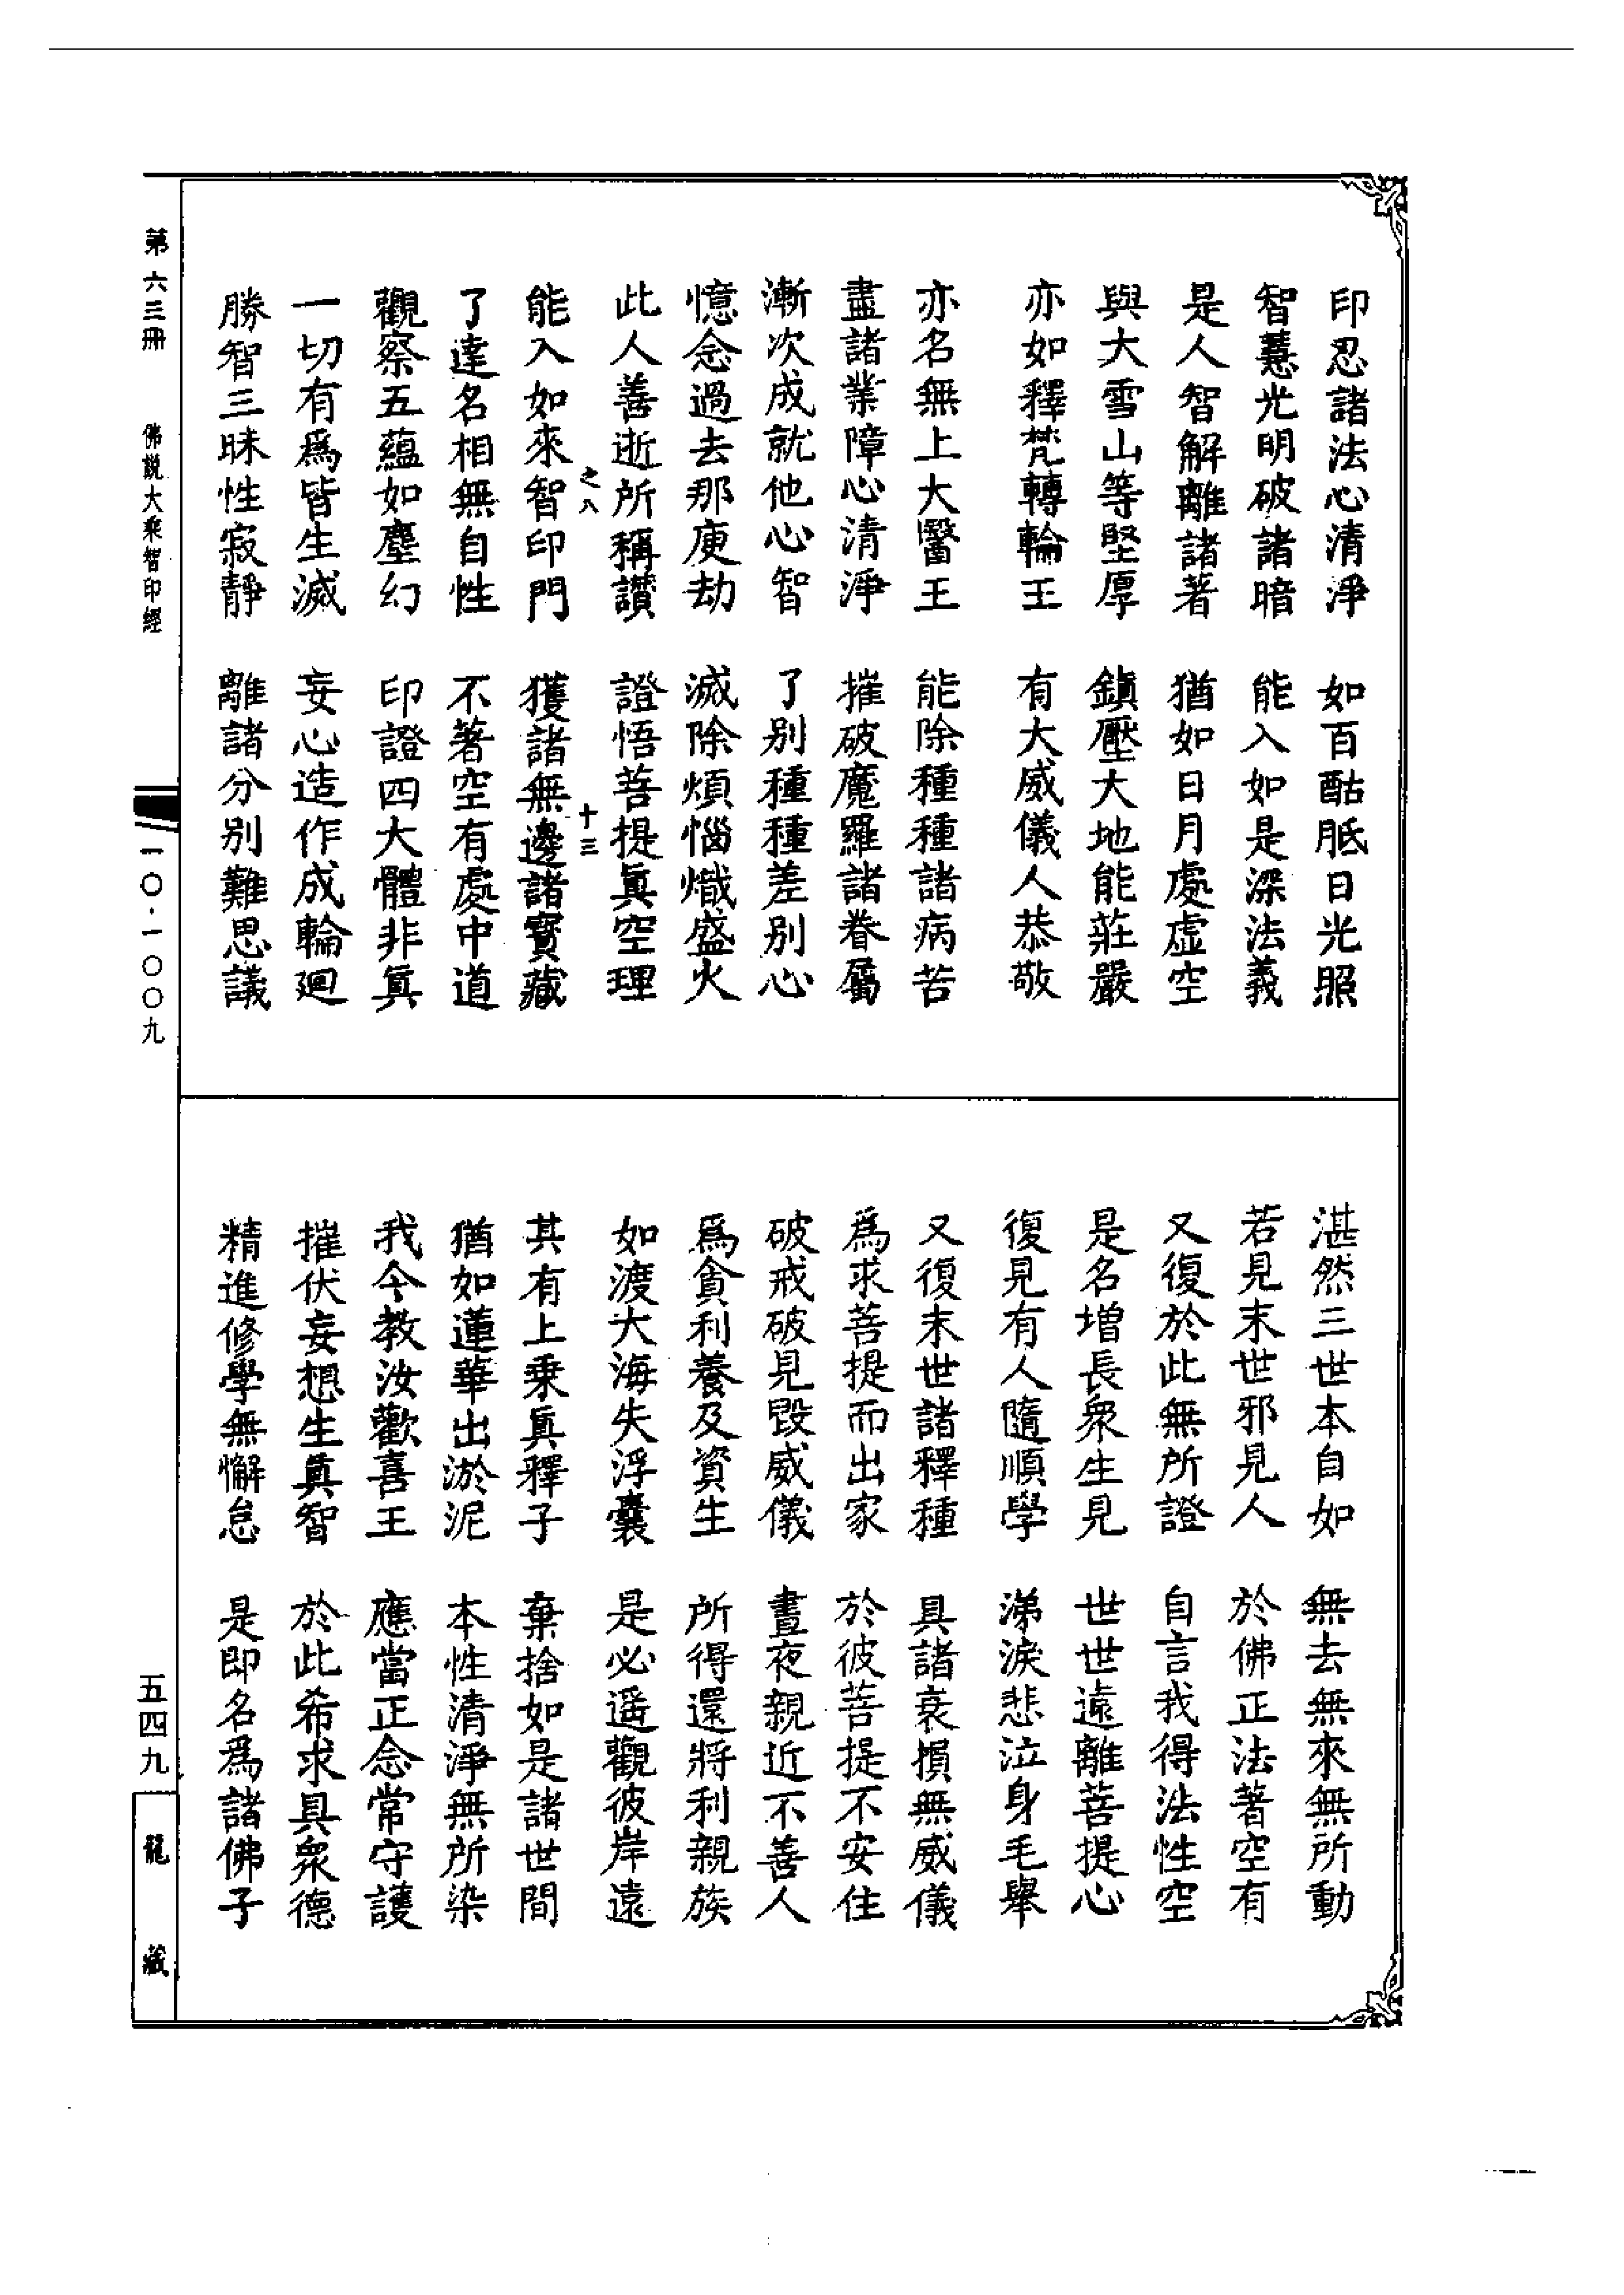 印忍諸法心清淨　如百酤胝日光照
智慧光明破諸暗　能入如是深法義
是人智解離諸著　猶如日月處虛空
與大雪山等堅厚　鎮壓大地能莊嚴
亦如釋梵轉輪王　有大威儀人恭敬
亦名無上大醫王　能除種種諸病苦
盡諸業障心清淨　摧破魔羅諸眷屬
漸次成就他心智　了別種種差別心
憶念過去那庾劫　滅除煩惱熾盛火
此人善逝所稱讚　證悟菩提眞空理
之八　十三
能入如來智印門　獲諸無邊諸寶藏
了達名相無自性　不著空有處中道
觀察五蘊如塵幻　印證四大體非眞
一切有爲皆生滅　妄心造作成輪廻
勝智三昧性寂靜　離諸分別難思議
湛然三世本自如　無去無來無所動
若見末世邪見人　於佛正法著空有
又復於此無所證　自言我得法性空
是名增長衆生見　世世遠離菩提心
復見有人隨順學　涕淚悲泣身毛舉
又復末世諸釋種　具諸衰損無威儀
爲求菩提而出家　於彼菩提不安住
破戒破見毀威儀　晝夜親近不善人
爲貪利養及資生　所得還將利親族
如渡大海失浮囊　是必遥觀彼岸遠
其有上乗眞釋子　棄捨如是諸世間
猶如蓮華出淤泥　本性清淨無所染
我今教汝歡喜王　應當正念常守護
摧伏妄想生眞智　於此希求具衆德
精進修學無懈怠　是即名爲諸佛子
第六三冊　佛説大乘智印經　一〇·一〇〇九
五四九　龍藏